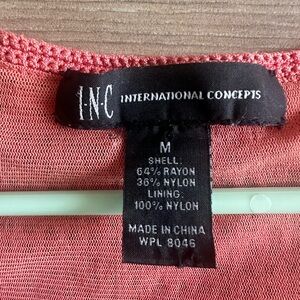 I·N·C INTERNATIONAL CONCEPTS
M
SHELL:
64% RAYON
36% NYLON
LINING:
100% NYLON
MADE IN CHINA
WPL 8046